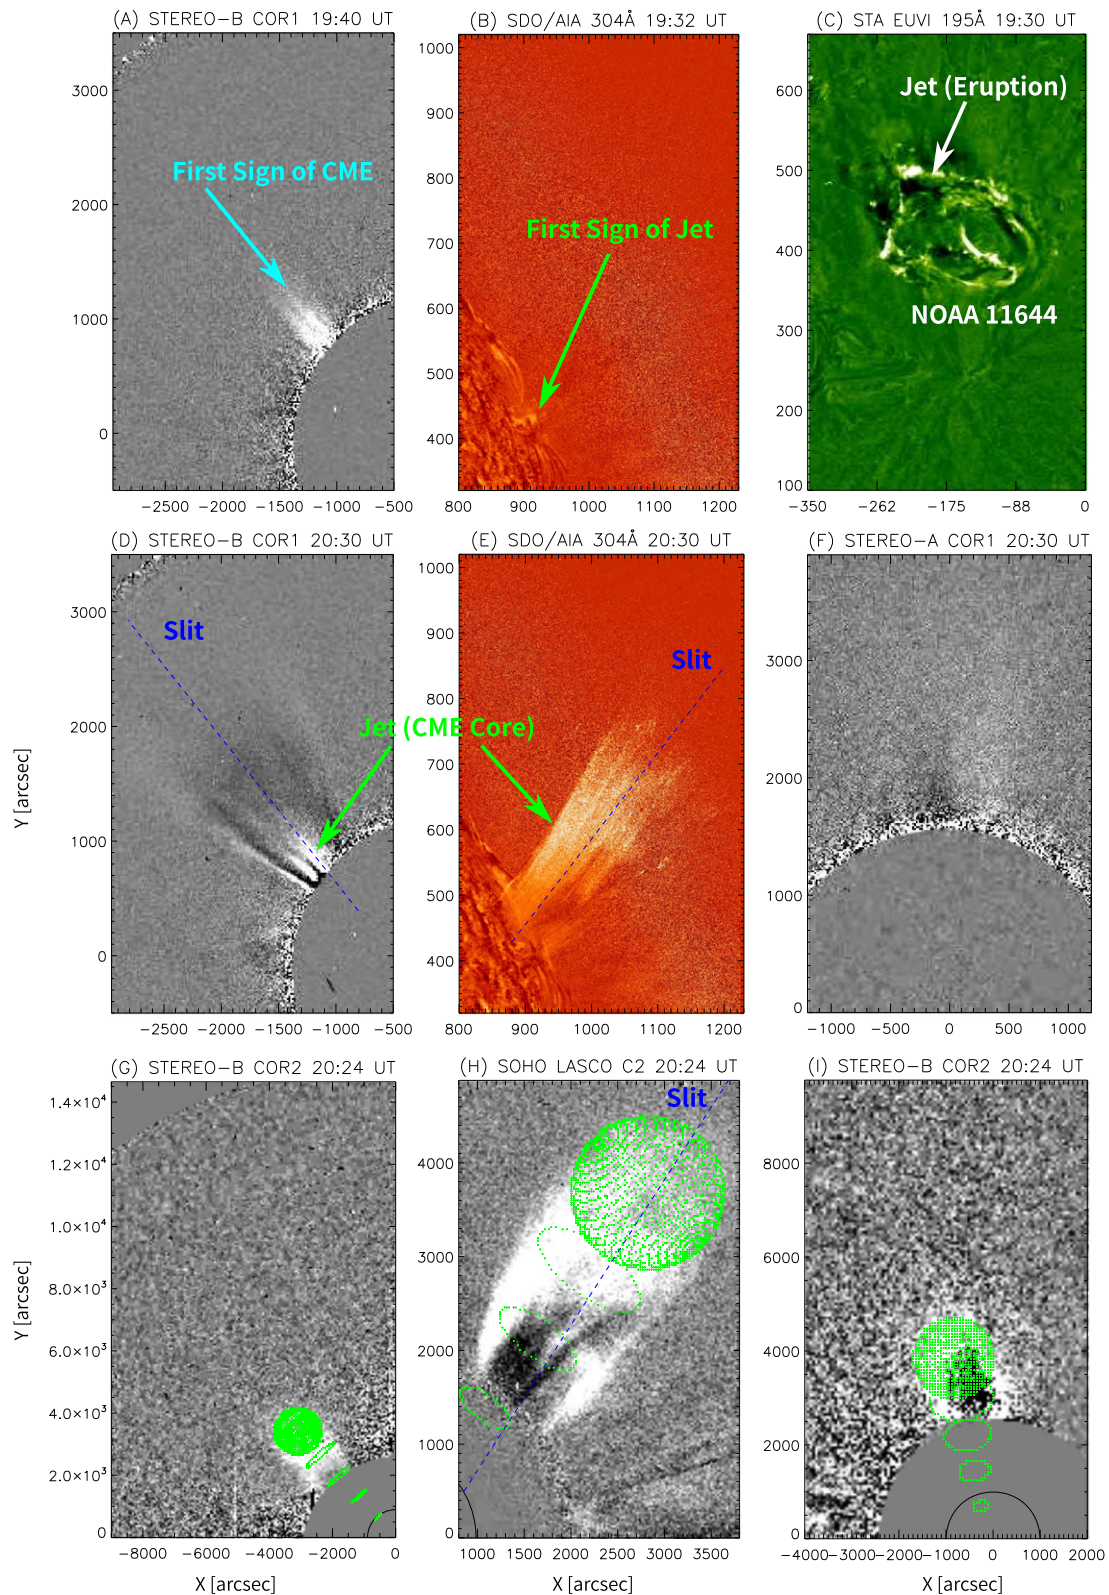 (A) STEREO-B COR1 19:40 UT
(B) SDO/AIA 304Å 19:32 UT
(C) STA EUVI 195Å 19:30 UT
First Sign of CME
First Sign of Jet
Jet (Eruption)
NOAA 11644
3000
2000
1000
0
-2500 -2000 -1500 -1000 -500
1000
900
800
700
600
500
400
800 900 1000 1100 1200
600
500
400
300
200
100
-350 -262 -175 -88 0
(D) STEREO-B COR1 20:30 UT
(E) SDO/AIA 304Å 20:30 UT
(F) STEREO-A COR1 20:30 UT
Slit
Slit
Jet (CME Core)
Y [arcsec]
3000
2000
1000
0
-2500 -2000 -1500 -1000 -500
1000
900
800
700
600
500
400
800 900 1000 1100 1200
3000
2000
1000
0
-1000 -500 0 500 1000
(G) STEREO-B COR2 20:24 UT
(H) SOHO LASCO C2 20:24 UT
(I) STEREO-B COR2 20:24 UT
Slit
Y [arcsec]
1.4×10⁴
1.2×10⁴
1.0×10⁴
8.0×10³
6.0×10³
4.0×10³
2.0×10³
0
-8000 -6000 -4000 -2000 0
4000
3000
2000
1000
0
1000 1500 2000 2500 3000 3500
8000
6000
4000
2000
0
-4000 -3000 -2000 -1000 0 1000 2000
X [arcsec]
X [arcsec]
X [arcsec]